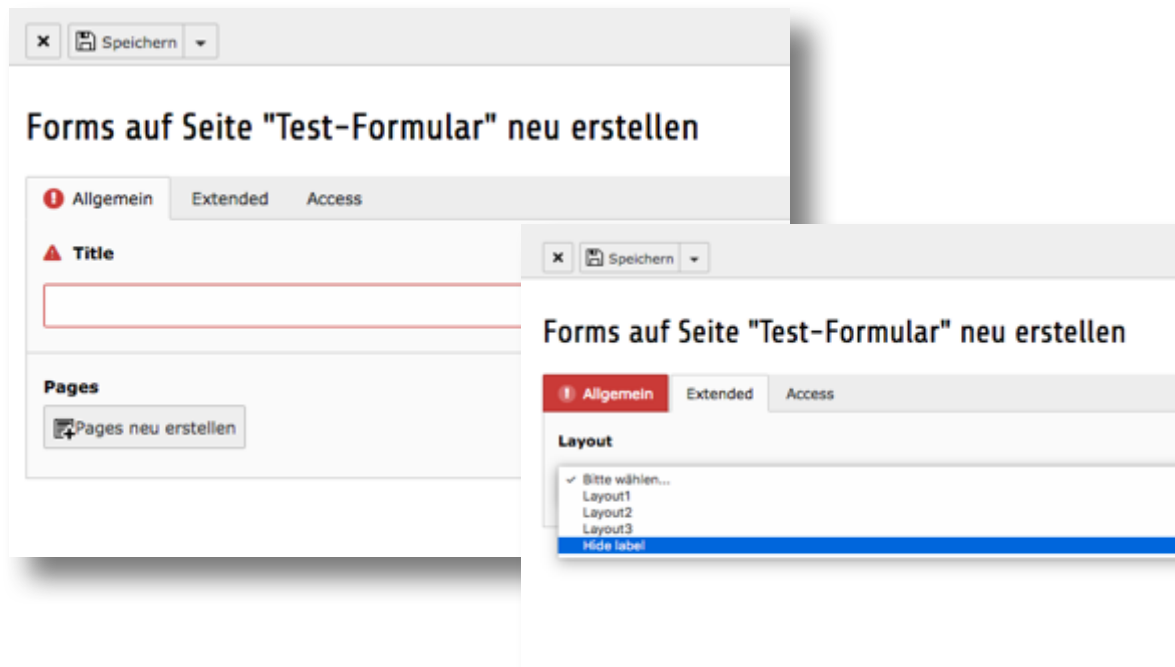 Speichern
Forms auf Seite "Test-Formular" neu erstellen
Allgemein Extended Access
Title
Pages
Pages neu erstellen
Speichern
Forms auf Seite "Test-Formular" neu erstellen
Allgemein Extended Access
Layout
Bitte wählen...
Layout1
Layout2
Layout3
Hide label